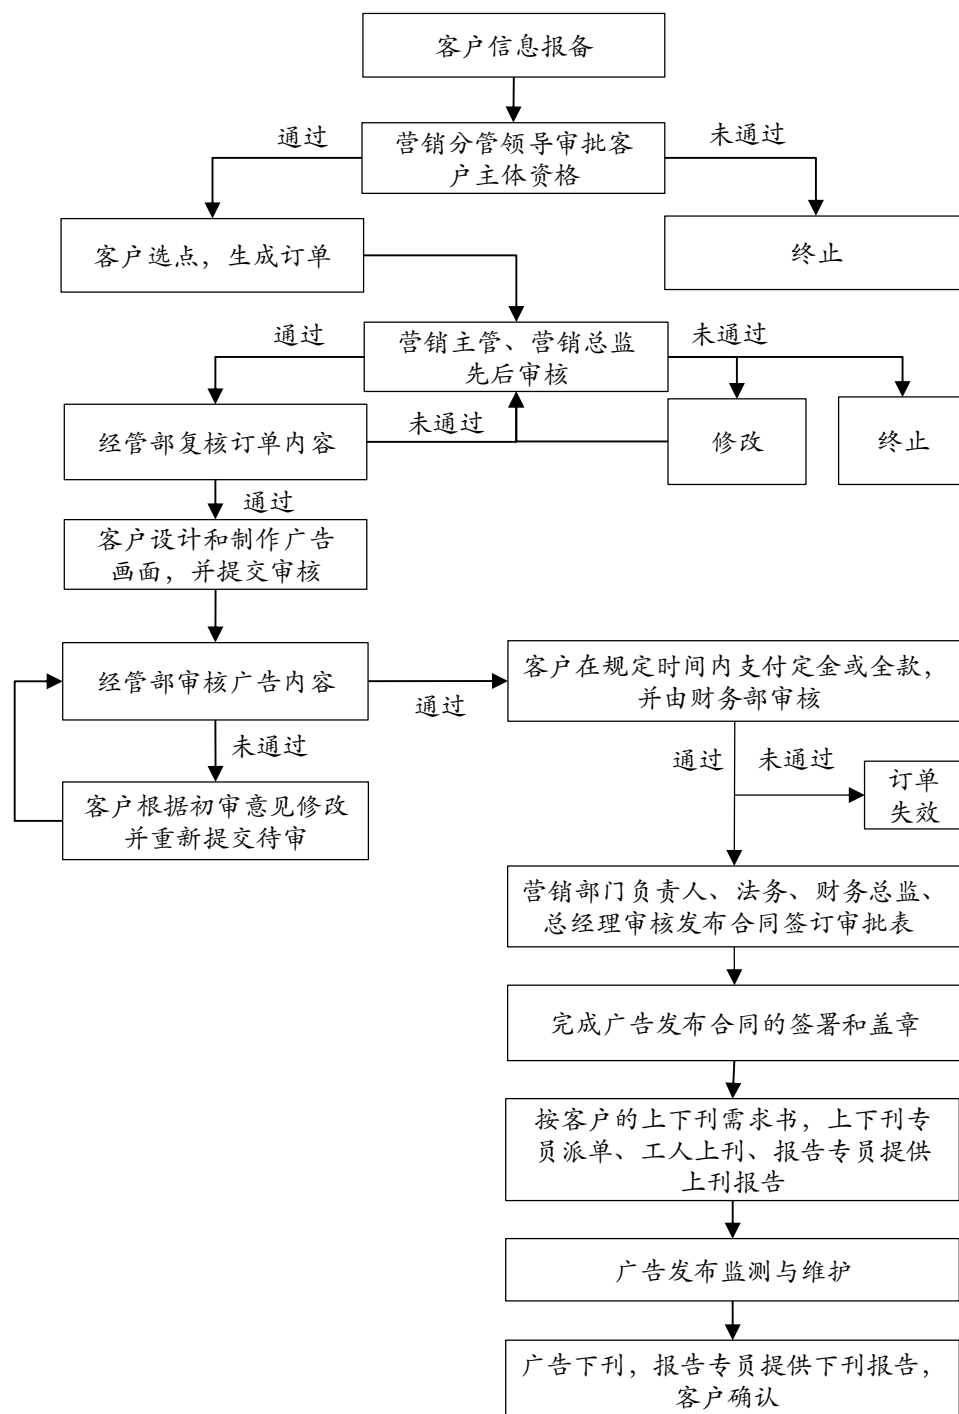 客户信息报备
通过
营销分管领导审批客
户主体资格
未通过
客户选点，生成订单
终止
通过
营销主管、营销总监
先后审核
未通过
经管部复核订单内容
未通过
修改
终止
通过
客户设计和制作广告
画面，并提交审核
经管部审核广告内容
通过
客户在规定时间内支付定金或全款，
并由财务部审核
未通过
通过
未通过
订单
失效
客户根据初审意见修改
并重新提交待审
营销部门负责人、法务、财务总监、
总经理审核发布合同签订审批表
完成广告发布合同的签署和盖章
按客户的上下刊需求书，上下刊专
员派单、工人上刊、报告专员提供
上刊报告
广告发布监测与维护
广告下刊，报告专员提供下刊报告，
客户确认